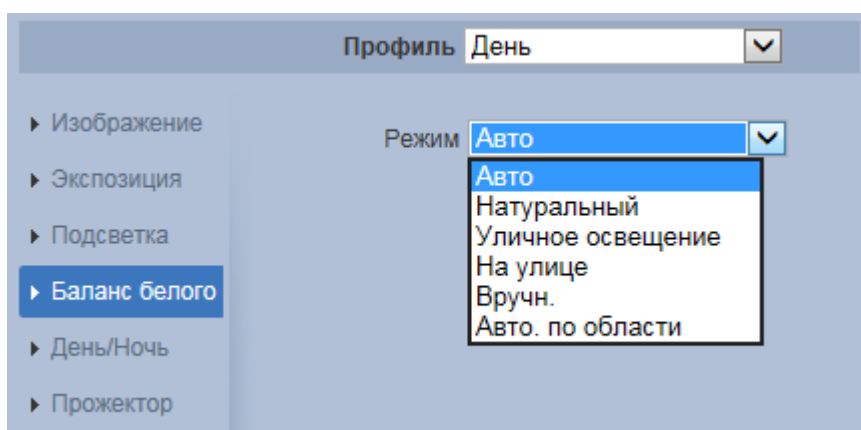 Профиль День
Изображение
Экспозиция
Подсветка
Баланс белого
День/Ночь
Прожектор
Режим Авто
Авто
Натуральный
Уличное освещение
На улице
Вручн.
Авто. по области